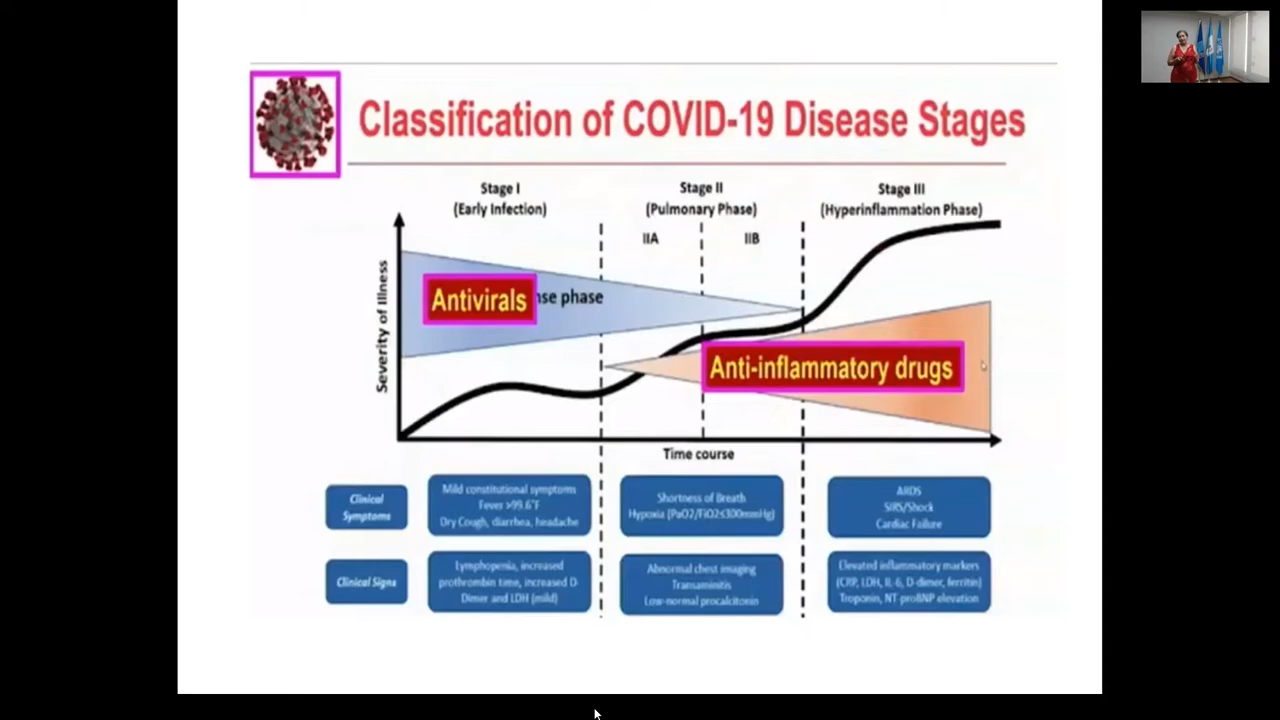 Classification of COVID-19 Disease Stages
Stage I
(Early Infection)
Stage II
(Pulmonary Phase)
Stage III
(Hyperinflammation Phase)
IIA
IIB
Severity of Illness
Antivirals
nse phase
Anti-inflammatory drugs
Time course
Clinical
Symptoms
Mild constitutional symptoms
Fever >99.6°F
Dry Cough, diarrhea, headache
Shortness of Breath
Hypoxia (PaO2/FiO2≤300mmHg)
ARDS
SIRS/Shock
Cardiac Failure
Clinical Signs
Lymphopenia, increased
prothrombin time, increased D-
Dimer and LDH (mild)
Abnormal chest imaging
Transaminitis
Low-normal procalcitonin
Elevated inflammatory markers
(CRP, LDH, IL-6, D-dimer, ferritin)
Troponin, NT-proBNP elevation